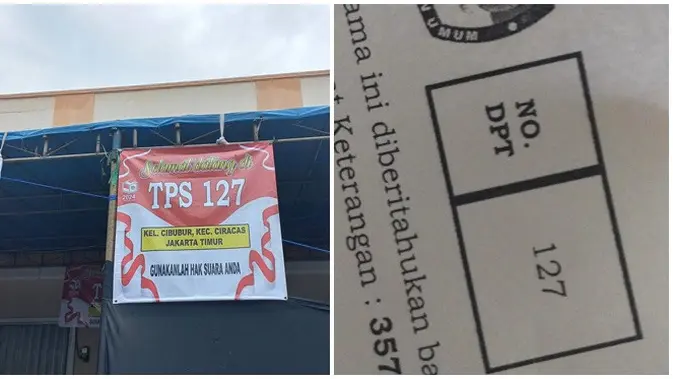 Selamat datang di
TPS 127
2024
KEL. CIBUBUR, KEC. CIRACAS
JAKARTA TIMUR
GUNAKANLAH HAK SUARA ANDA
N UMUM
NO.
DPT
127
ama ini diberitahukan ba
Keterangan : 357